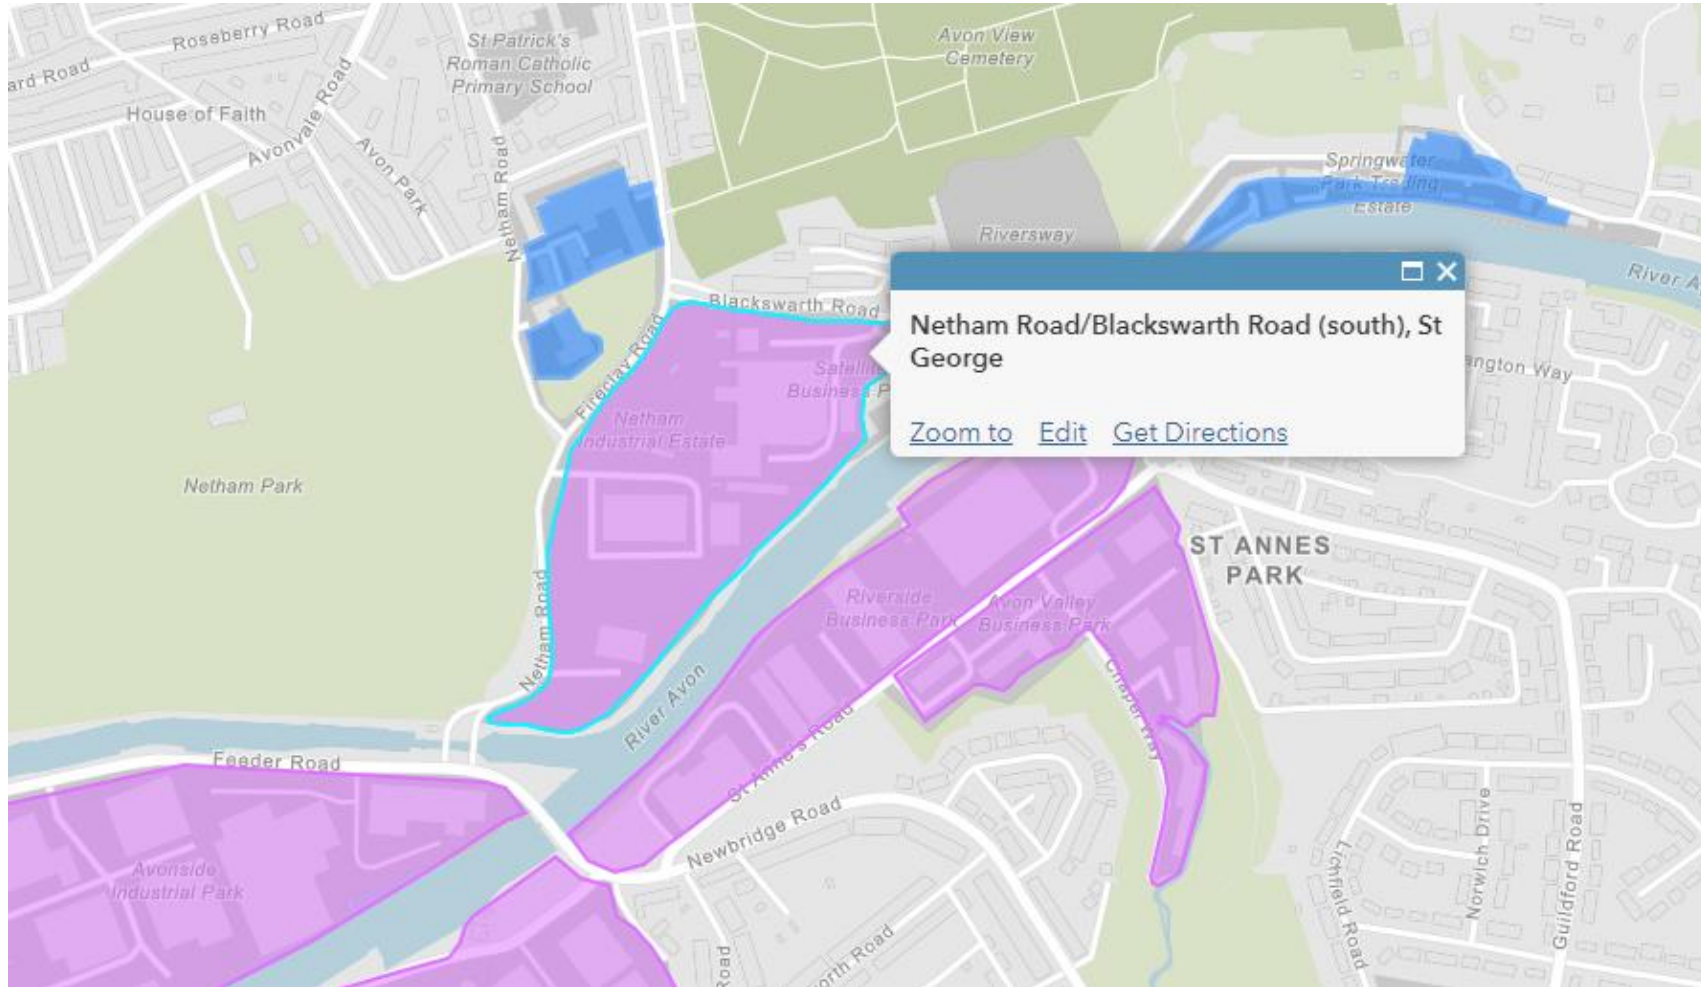 Roseberry Road
ard Road
House of Faith
Avonvale Road
Avon Park
St Patrick's
Roman Catholic
Primary School
Netham Road
Avon View
Cemetery
Springwater
Park Trading
Estate
Riversway
River A
Blackswarth Road
Netham Road/Blackswarth Road (south), St
George
Zoom to Edit Get Directions
angton Way
Satellite
Business P
Fireclay Road
Netham
Industrial Estate
Netham Park
ST ANNES
PARK
Netham Road
Riverside
Business Park
Avon Valley
Business Park
Chapel Way
River Avon
St Anne's Road
Feeder Road
Newbridge Road
Avonside
Industrial Park
Norwich Drive
Lichfield Road
Guildford Road
orth Road
Road